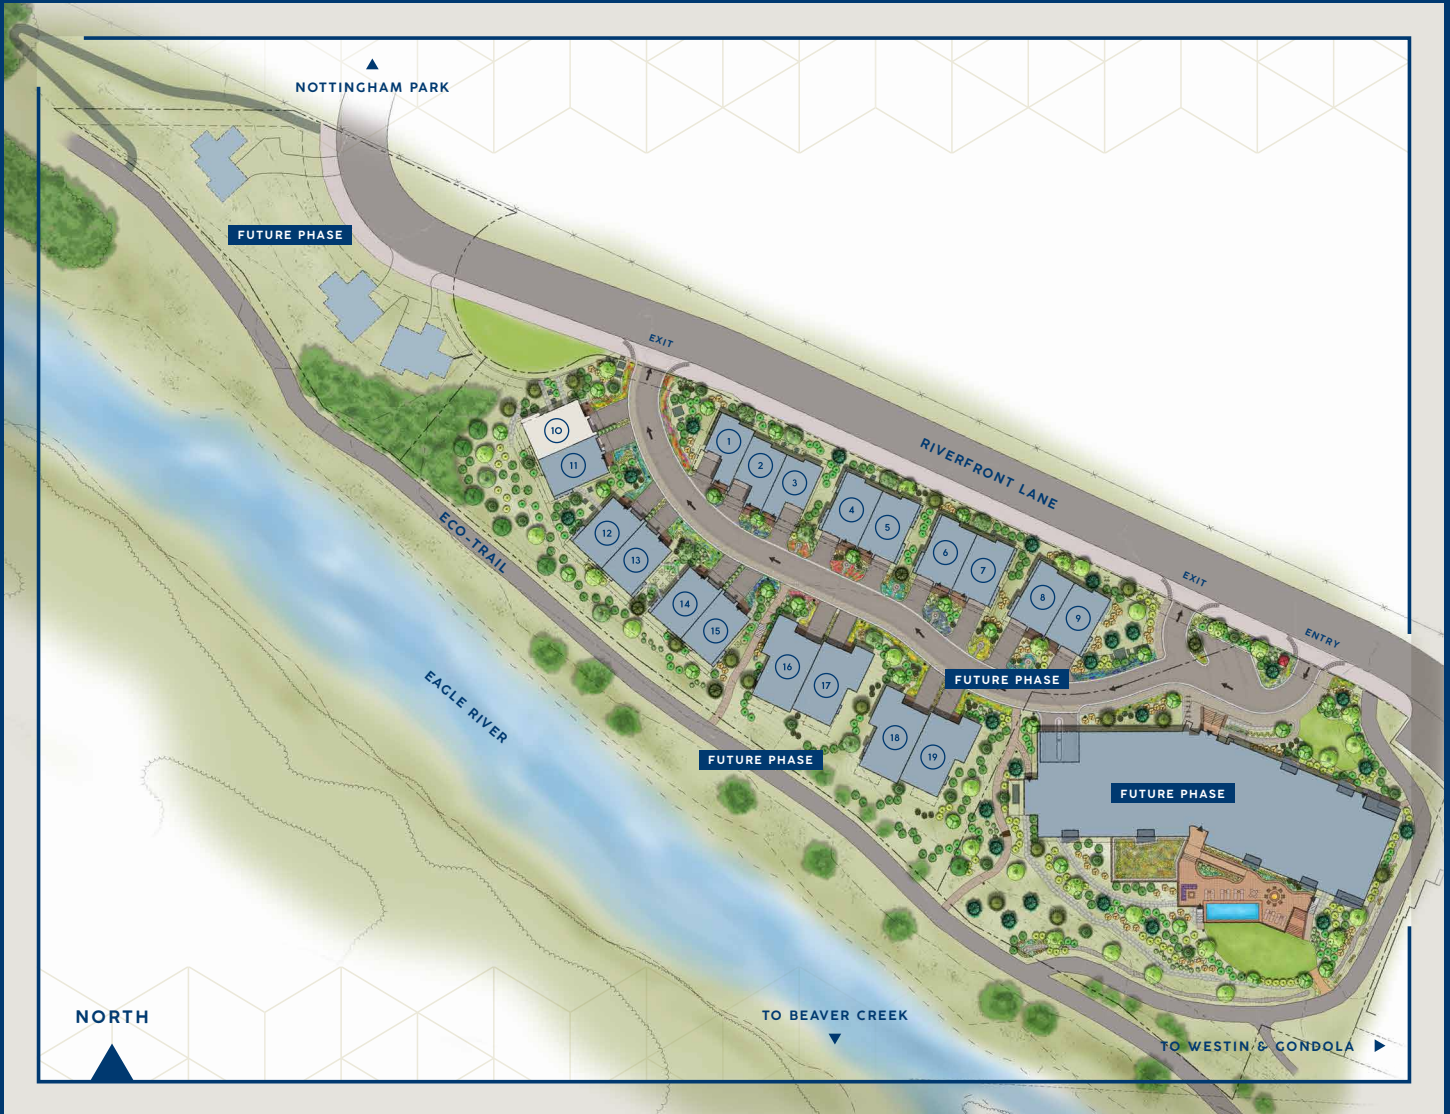 NOTTINGHAM PARK
FUTURE PHASE
EXIT
RIVERFRONT LANE
10
11
1
2
3
4
5
6
7
8
9
12
13
14
15
16
17
18
19
ECO-TRAIL
EXIT
ENTRY
FUTURE PHASE
EAGLE RIVER
FUTURE PHASE
FUTURE PHASE
NORTH
TO BEAVER CREEK
TO WESTIN & GONDOLA